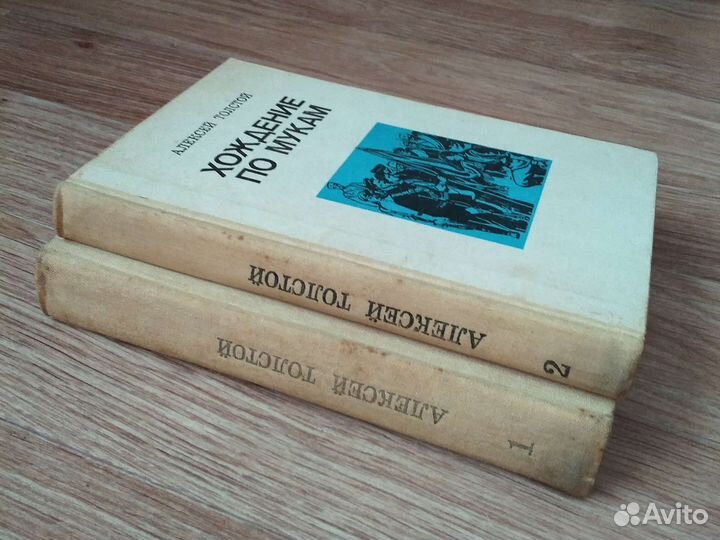 АЛЕКСЕЙ ТОЛСТОЙ
ХОЖДЕНИЕ
ПО МУКАМ
АЛЕКСЕЙ ТОЛСТОЙ
2
АЛЕКСЕЙ ТОЛСТОЙ
1
Avito